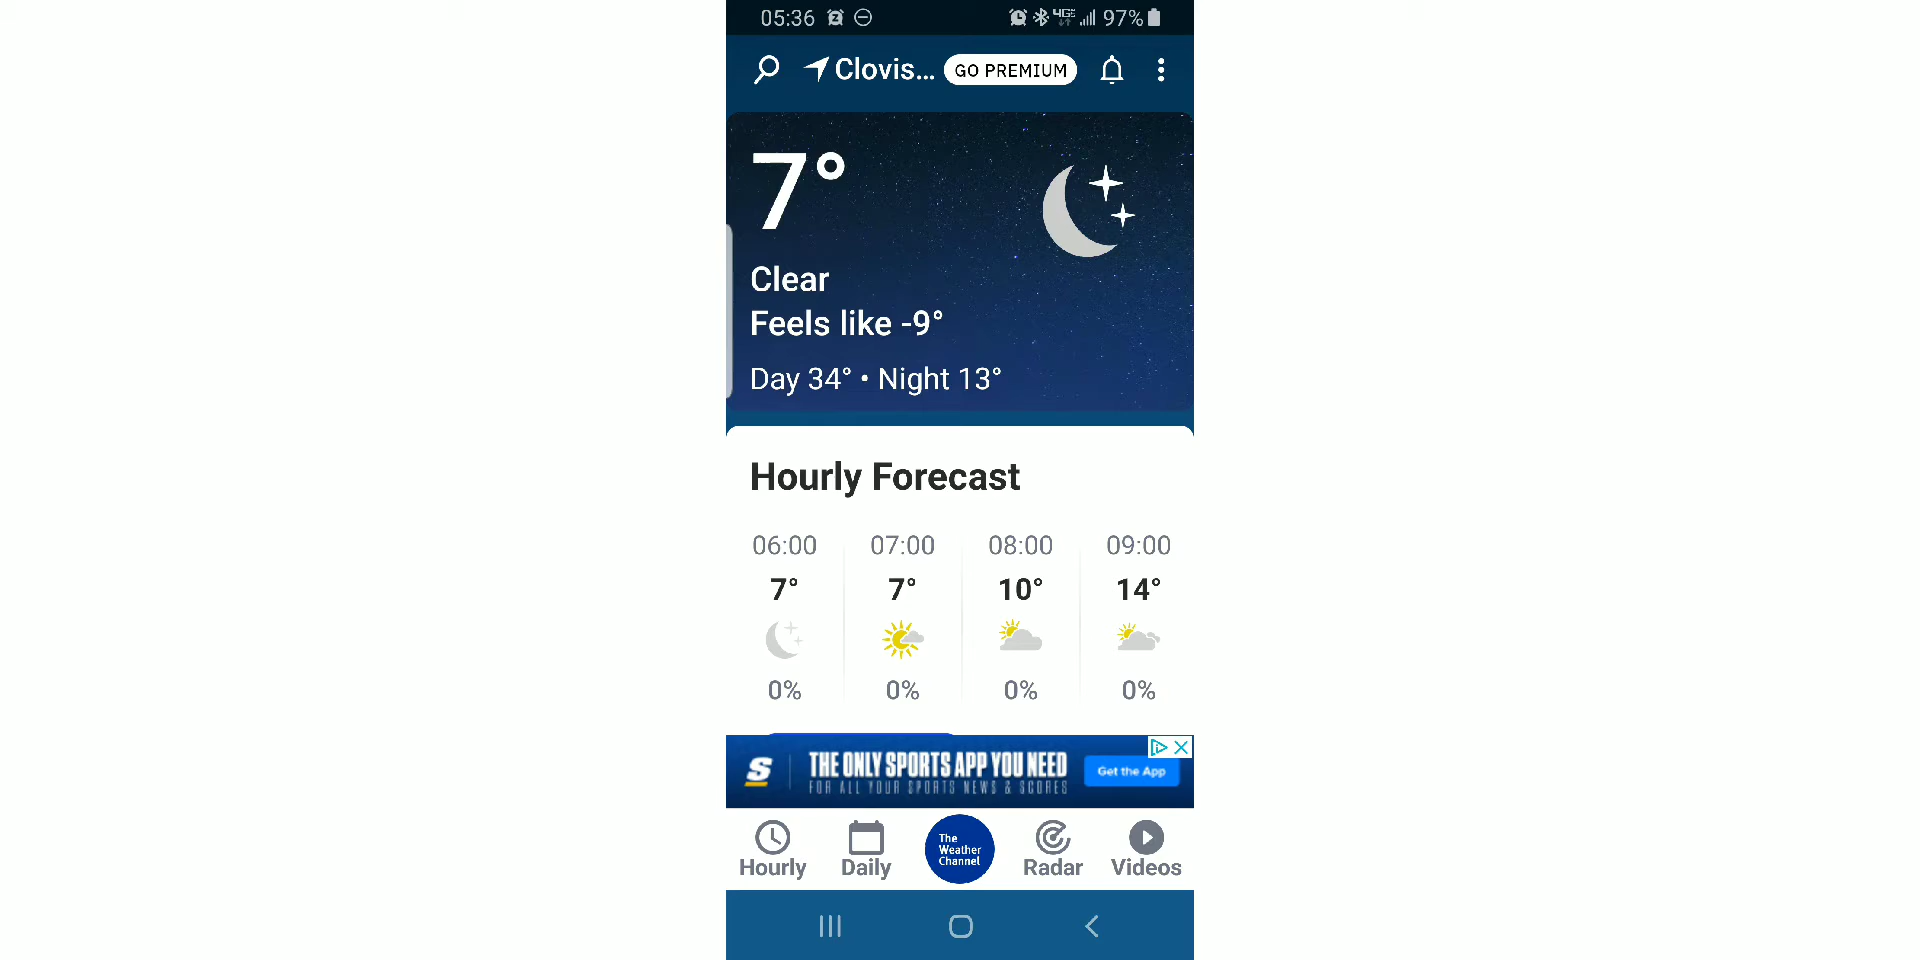 05:36 4GE 97%
Clovis... GO PREMIUM
7°
Clear
Feels like -9°
Day 34° • Night 13°
Hourly Forecast
06:00 07:00 08:00 09:00
7° 7° 10° 14°
0% 0% 0% 0%
S THE ONLY SPORTS APP YOU NEED
FOR ALL YOUR SPORTS NEWS & SCORES
Get the App
The
Weather
Channel
Hourly Daily Radar Videos